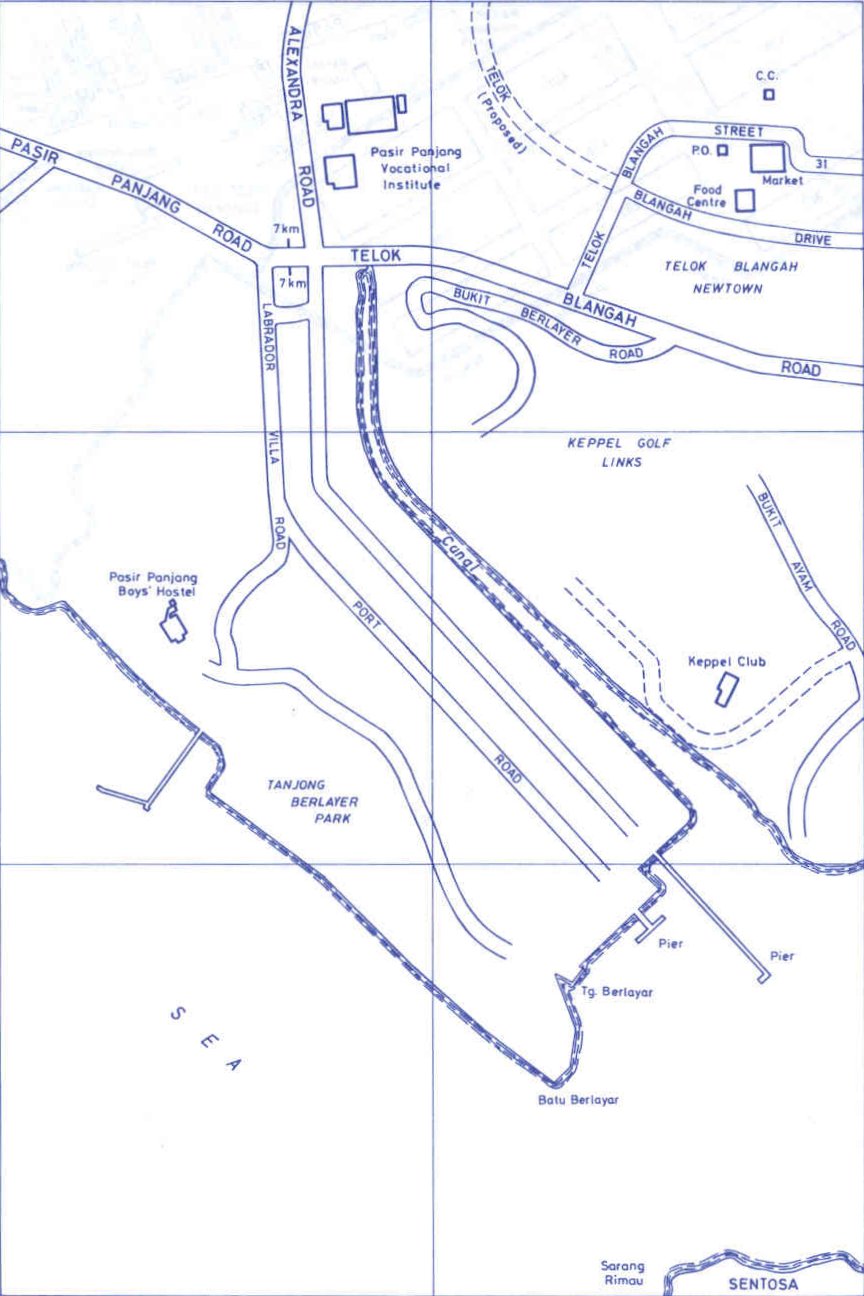 ALEXANDRA ROAD
TELOK
(Proposed)
C.C.
STREET
31
P.O.
Market
BLANGAH
Food
Centre
BLANGAH
DRIVE
TELOK
TELOK BLANGAH
NEWTOWN
PASIR PANJANG ROAD
Pasir Panjang
Vocational
Institute
7km
7km
TELOK BLANGAH ROAD
BUKIT BERLAYER ROAD
LABRADOR VILLA ROAD
KEPPEL GOLF
LINKS
BUKIT AYAM ROAD
Canal
Pasir Panjang
Boys' Hostel
PORT ROAD
Keppel Club
TANJONG
BERLAYER
PARK
Pier
Pier
Tg. Berlayar
SEA
Batu Berlayar
Sarang
Rimau
SENTOSA